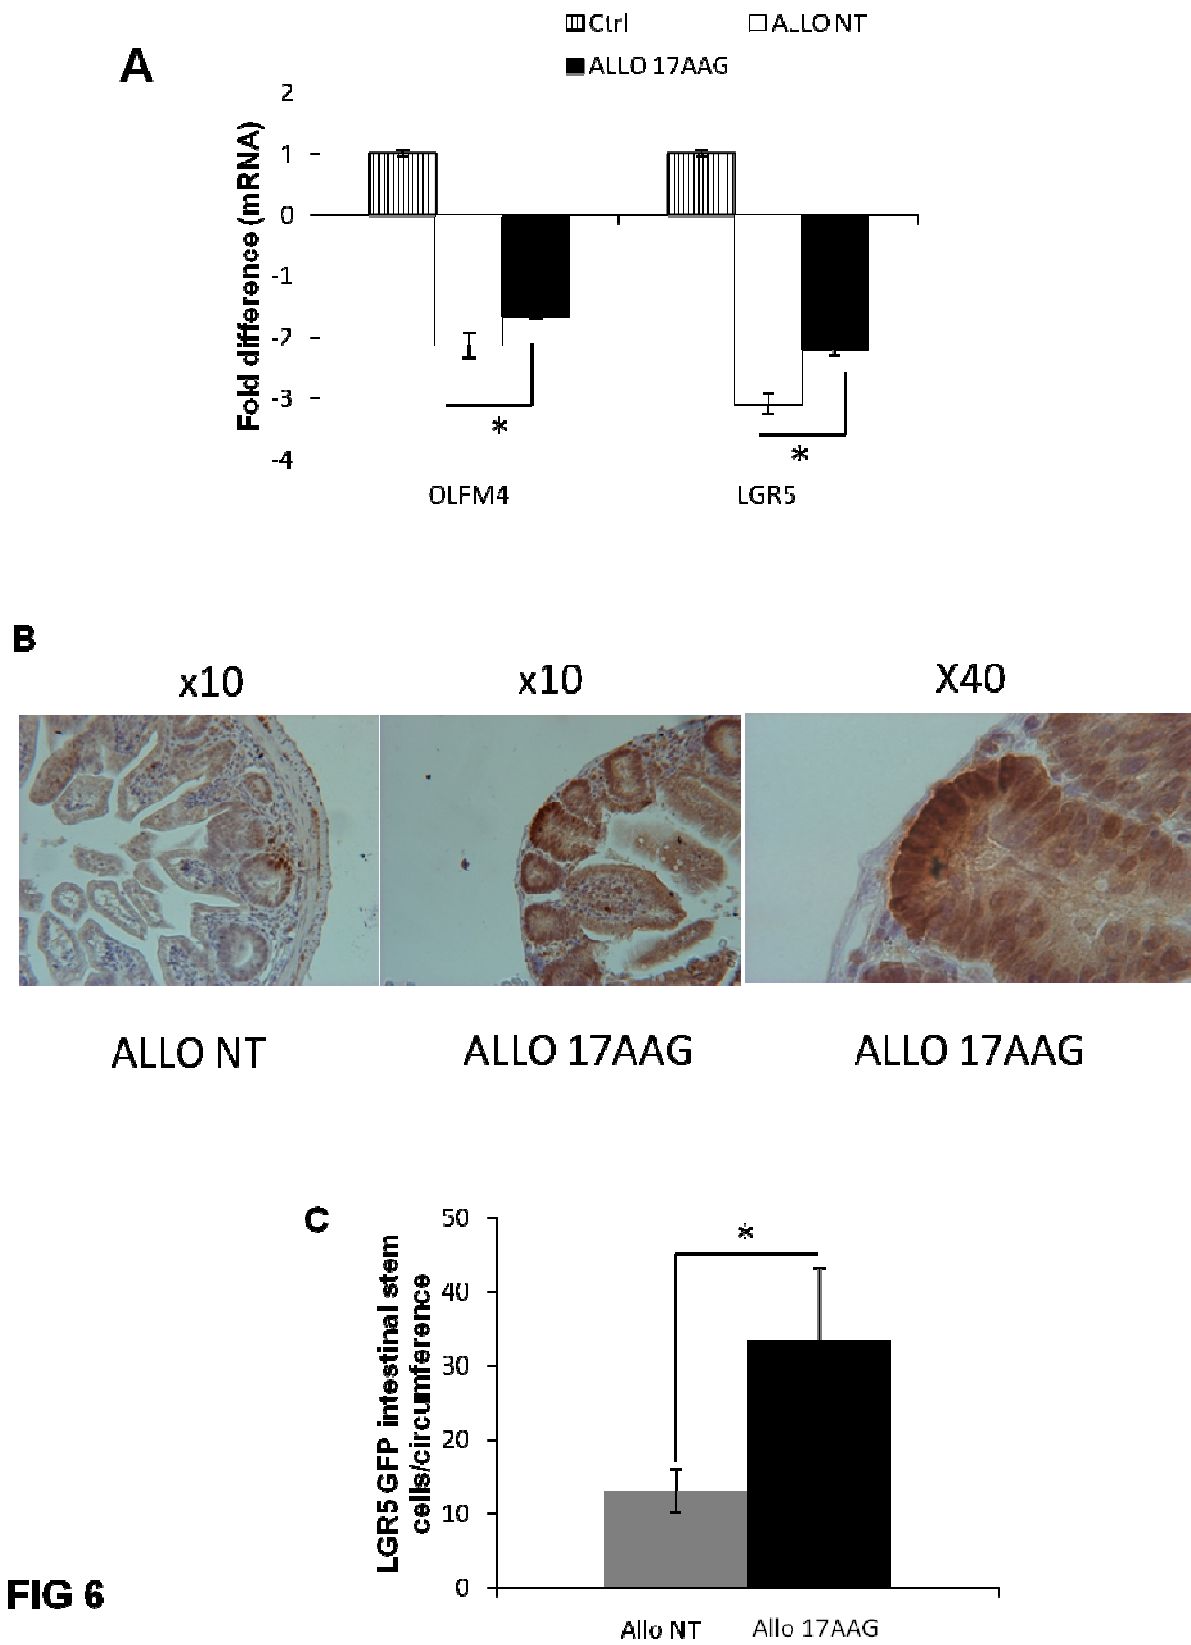 Ctrl ALLO NT
A ALLO 17AAG
Fold difference (mRNA)
2
1
0
-1
-2
-3
-4
*
*
OLFM4 LGR5
B
x10 x10 X40
ALLO NT ALLO 17AAG ALLO 17AAG
C
LGR5 GFP intestinal stem
cells/circumference
50
40
30
20
10
0
*
Allo NT Allo 17AAG
FIG 6